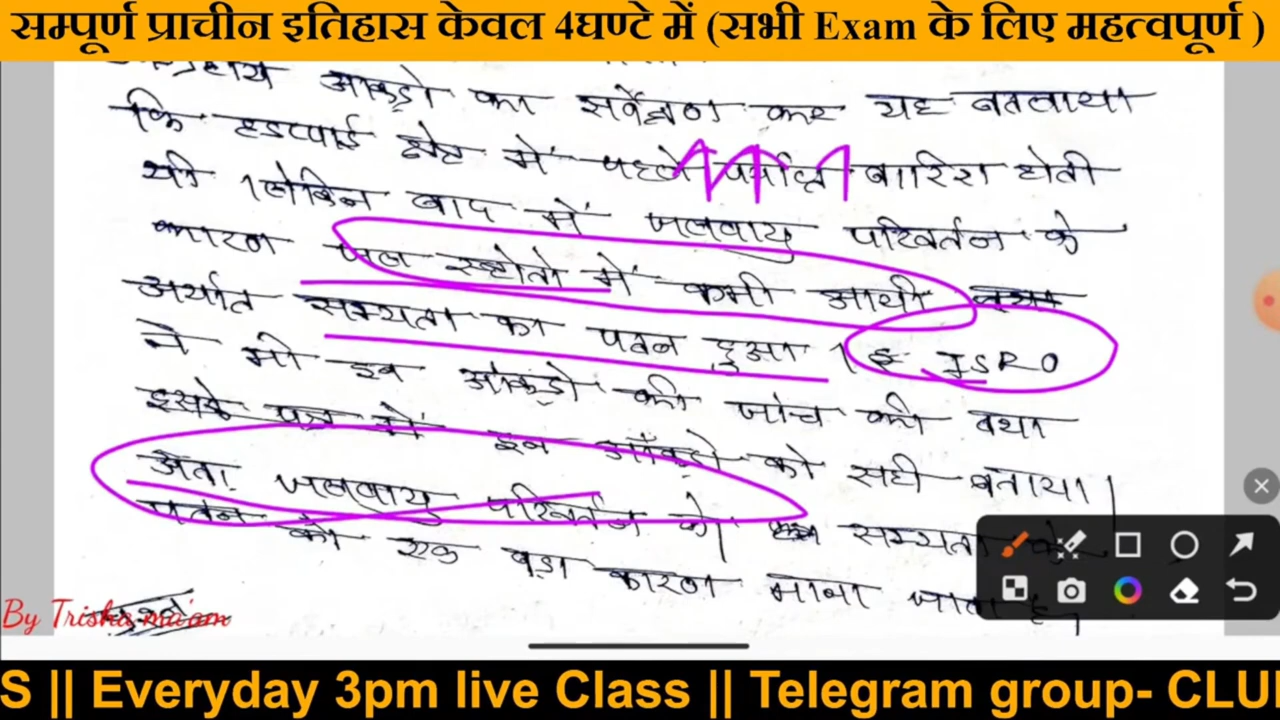 सम्पूर्ण प्राचीन इतिहास केवल 4घण्टे में (सभी Exam के लिए महत्वपूर्ण )
आंकड़ो का सर्वेक्षण कर यह बतलाया
कि हडप्पाई क्षेत्र में पहले पर्याप्त बारिश होती
थी । लेकिन बाद में जलवायु परिवर्तन के
कारण जल स्त्रोतो में कमी आयी तथा
अर्थात सभ्यता का पतन हुआ । इ ISRO
ने भी इन आंकड़ो की जांच की तथा
इसके पत्र में इन आँकड़ो को सही बताया।
अतः जलवायु परिवर्तन को सभ्यता के
पतन का एक बड़ा कारण माना जाता है।
By Trisha ma'am
S || Everyday 3pm live Class || Telegram group- CLU